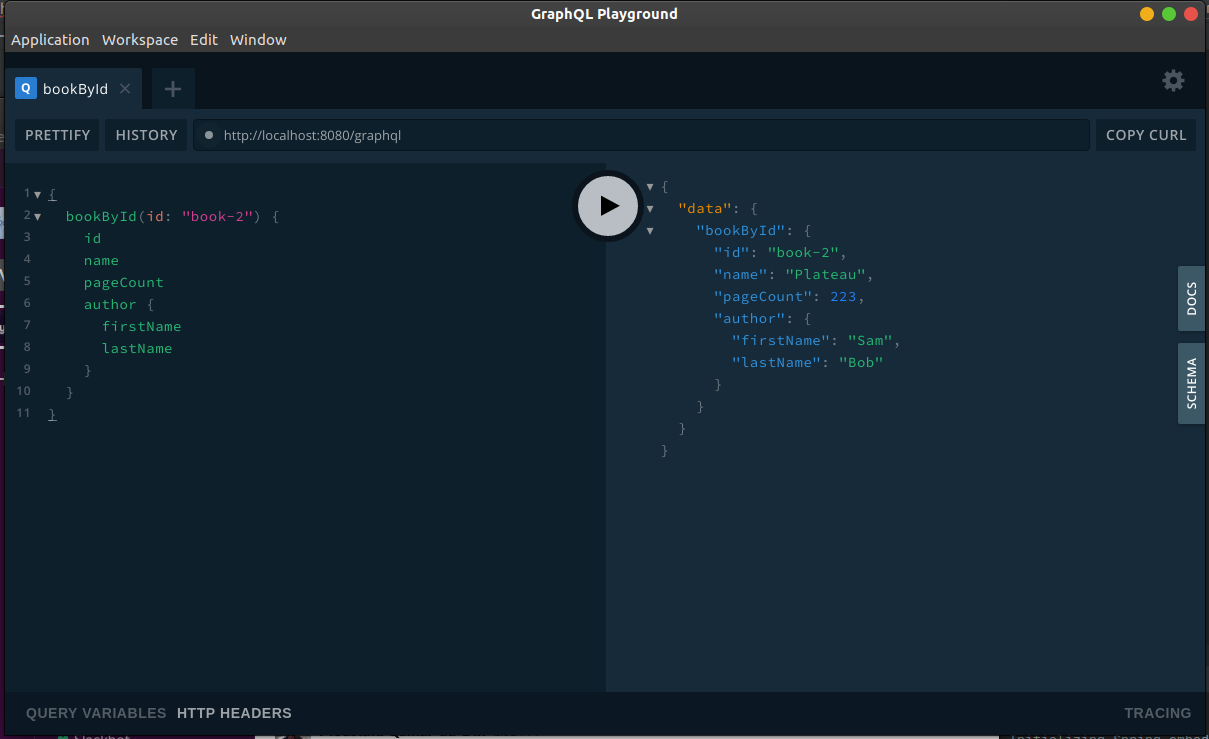 GraphQL Playground
Application Workspace Edit Window
Q bookById
PRETTIFY HISTORY http://localhost:8080/graphql COPY CURL
1 {
2 bookById(id: "book-2") {
3 id
4 name
5 pageCount
6 author {
7 firstName
8 lastName
9 }
10 }
11 }
{
"data": {
"bookById": {
"id": "book-2",
"name": "Plateau",
"pageCount": 223,
"author": {
"firstName": "Sam",
"lastName": "Bob"
}
}
}
}
DOCS
SCHEMA
QUERY VARIABLES HTTP HEADERS TRACING